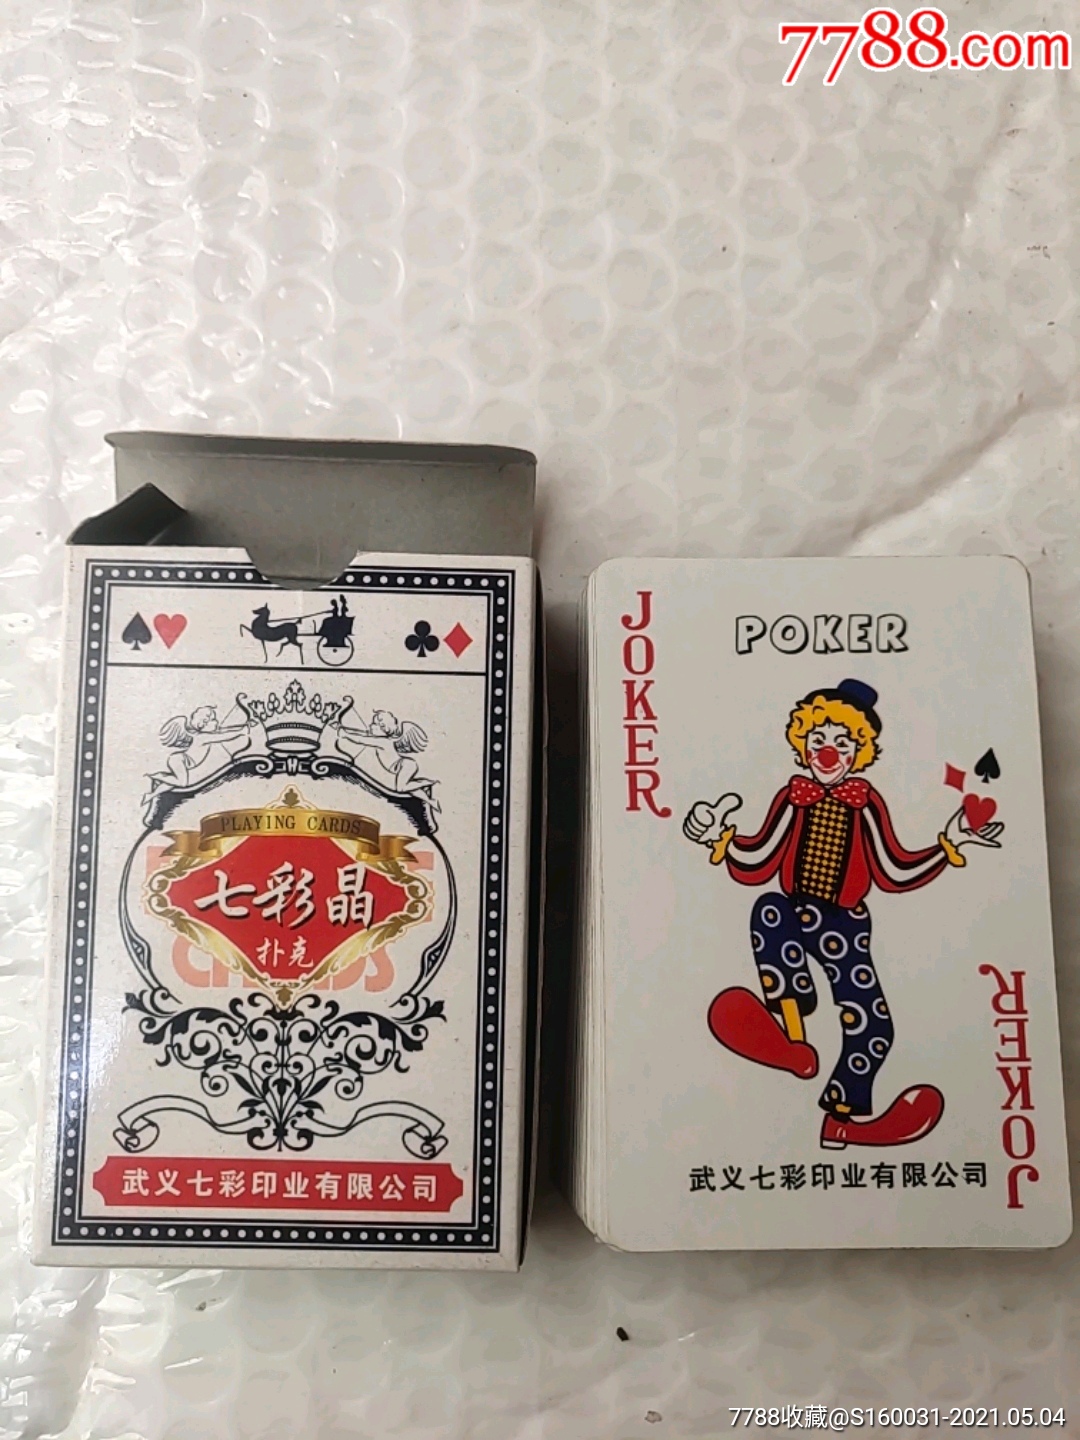 7788.com
PLAYING CARDS
七彩晶
扑克
CARDS
武义七彩印业有限公司
JOKER
POKER
JOKER
武义七彩印业有限公司
7788收藏@S160031-2021.05.04